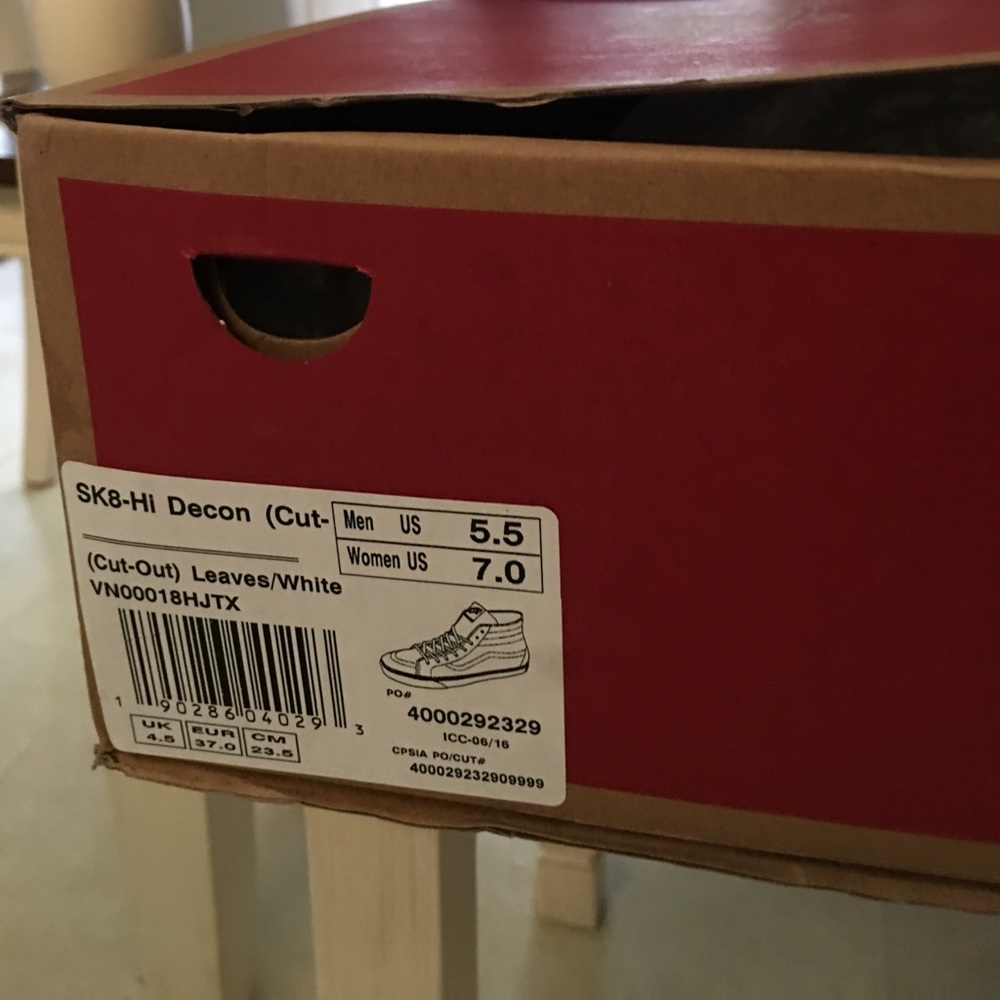 SK8-Hi Decon (Cut-
Men US 5.5
Women US 7.0
(Cut-Out) Leaves/White
VN00018HJTX
1 90286 04029 3
UK 4.5
EUR 37.0
CM 23.5
PO#
4000292329
ICC-06/16
CPSIA PO/CUT#
400029232909999